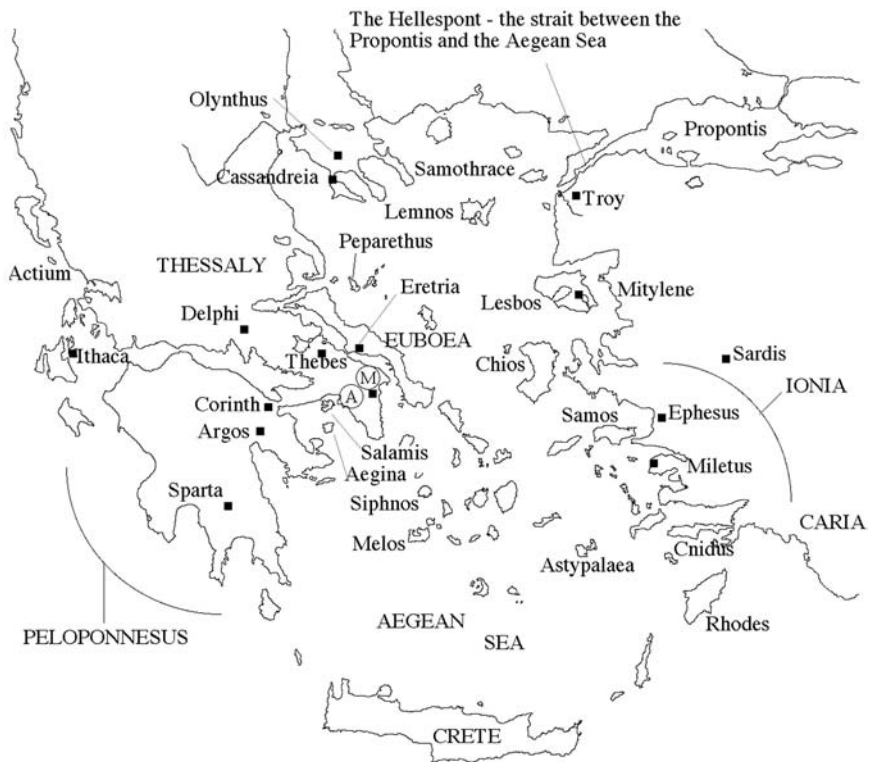 The Hellespont - the strait between the
Propontis and the Aegean Sea
Olynthus
Propontis
Cassandreia
Samothrace
Troy
Lemnos
Peparethus
THESSALY
Actium
Eretria
Mitylene
Lesbos
Delphi
EUBOEA
Ithaca
Thebes
Chios
Sardis
M
IONIA
A
Corinth
Samos
Ephesus
Argos
Salamis
Aegina
Miletus
Sparta
Siphnos
CARIA
Melos
Cnidus
Astypalaea
AEGEAN
SEA
Rhodes
PELOPONNESUS
CRETE